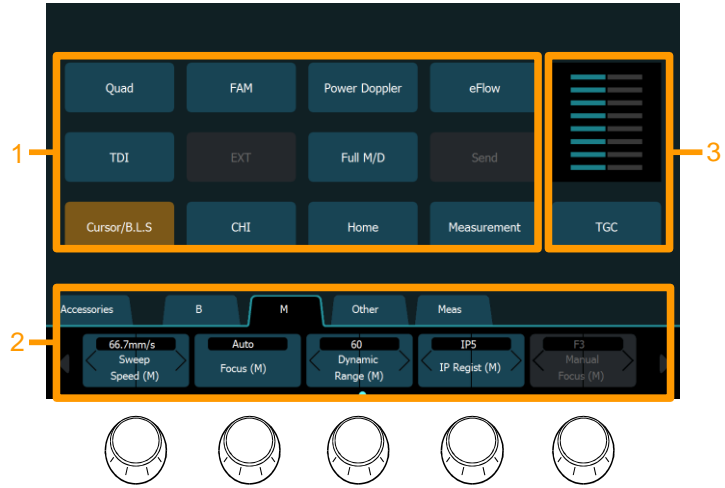 Quad
FAM
Power Doppler
eFlow
1
TDI
EXT
Full M/D
Send
3
Cursor/B.L.S
CHI
Home
Measurement
TGC
Accessories
B
M
Other
Meas
2
66.7mm/s
Sweep
Speed (M)
Auto
Focus (M)
60
Dynamic
Range (M)
IP5
IP Regist (M)
F3
Manual
Focus (M)